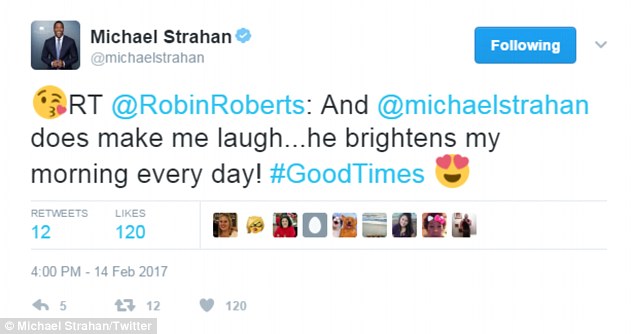 Michael Strahan
@michaelstrahan
Following
RT @RobinRoberts: And @michaelstrahan
does make me laugh...he brightens my
morning every day! #GoodTimes
RETWEETS LIKES
12 120
4:00 PM - 14 Feb 2017
5 12 120
© Michael Strahan/Twitter